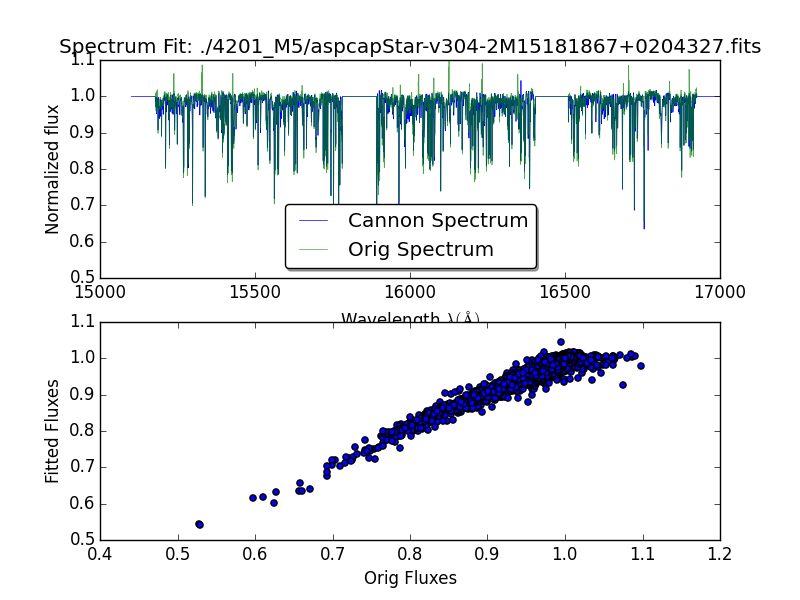 Spectrum Fit: ./4201_M5/aspcapStar-v304-2M15181867+0204327.fits
1.1
1.0
0.9
0.8
0.7
0.6
0.5
Normalized flux
Cannon Spectrum
Orig Spectrum
15000 15500 16000 16500 17000
Wavelength λ(Å)
1.1
1.0
0.9
0.8
0.7
0.6
0.5
Fitted Fluxes
0.4 0.5 0.6 0.7 0.8 0.9 1.0 1.1 1.2
Orig Fluxes